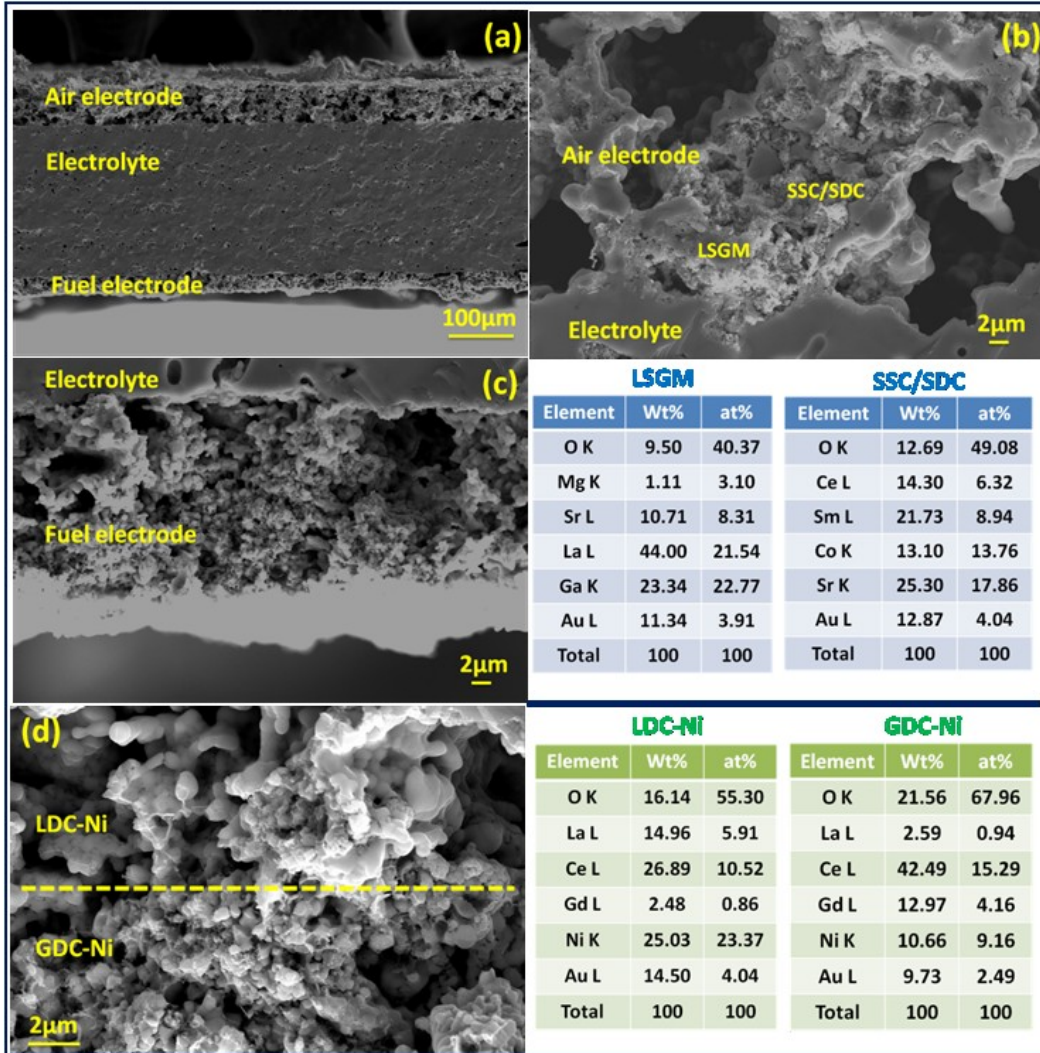 (a)
Air electrode
Electrolyte
Fuel electrode
100μm
(b)
Air electrode
SSC/SDC
LSGM
Electrolyte
2μm
(c)
Electrolyte
Fuel electrode
2μm
LSGM
Element Wt% at%
O K 9.50 40.37
Mg K 1.11 3.10
Sr L 10.71 8.31
La L 44.00 21.54
Ga K 23.34 22.77
Au L 11.34 3.91
Total 100 100
SSC/SDC
Element Wt% at%
O K 12.69 49.08
Ce L 14.30 6.32
Sm L 21.73 8.94
Co K 13.10 13.76
Sr K 25.30 17.86
Au L 12.87 4.04
Total 100 100
(d)
LDC-Ni
GDC-Ni
2μm
LDC-Ni
Element Wt% at%
O K 16.14 55.30
La L 14.96 5.91
Ce L 26.89 10.52
Gd L 2.48 0.86
Ni K 25.03 23.37
Au L 14.50 4.04
Total 100 100
GDC-Ni
Element Wt% at%
O K 21.56 67.96
La L 2.59 0.94
Ce L 42.49 15.29
Gd L 12.97 4.16
Ni K 10.66 9.16
Au L 9.73 2.49
Total 100 100